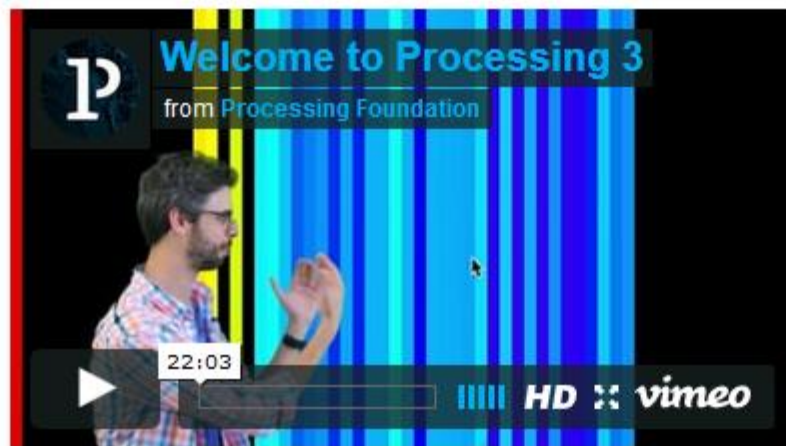 Welcome to Processing 3
from Processing Foundation
22:03
HD vimeo